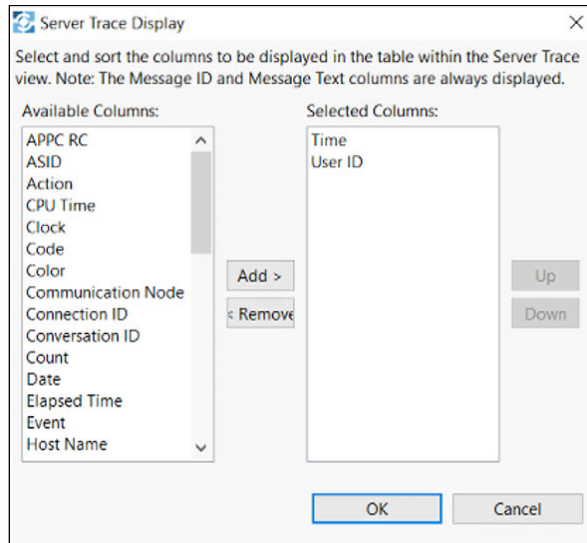 Server Trace Display
Select and sort the columns to be displayed in the table within the Server Trace
view. Note: The Message ID and Message Text columns are always displayed.
Available Columns:
APPC RC
ASID
Action
CPU Time
Clock
Code
Color
Communication Node
Connection ID
Conversation ID
Count
Date
Elapsed Time
Event
Host Name
Add >
< Remove
Selected Columns:
Time
User ID
Up
Down
OK
Cancel